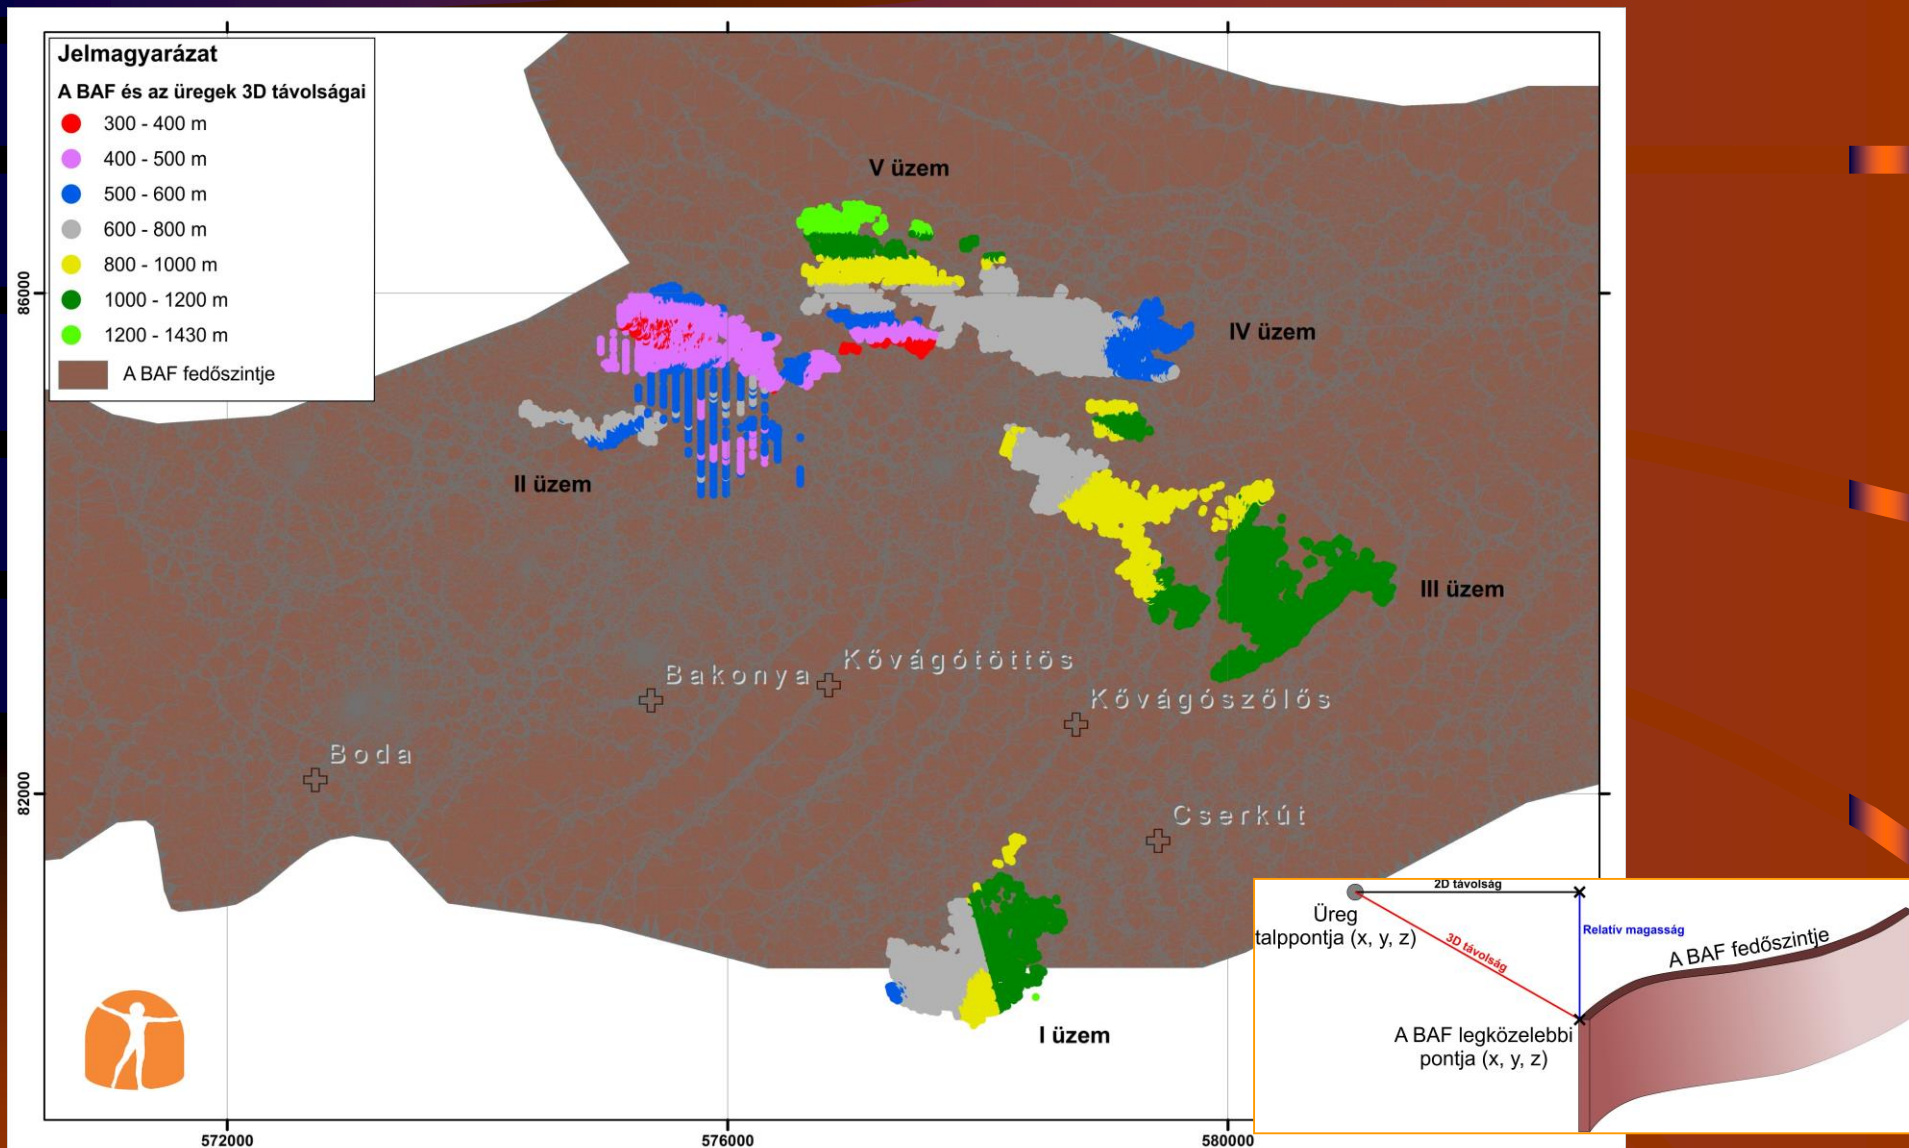 Jelmagyarázat
A BAF és az üregek 3D távolságai
300 - 400 m
400 - 500 m
500 - 600 m
600 - 800 m
800 - 1000 m
1000 - 1200 m
1200 - 1430 m
A BAF fedőszintje
V üzem
IV üzem
II üzem
III üzem
I üzem
Bakonya
Kővágótöttös
Kővágószőlős
Boda
Cserkút
86000
82000
572000
576000
580000
2D távolság
Üreg
talppontja (x, y, z)
3D távolság
Relatív magasság
A BAF fedőszintje
A BAF legközelebbi
pontja (x, y, z)